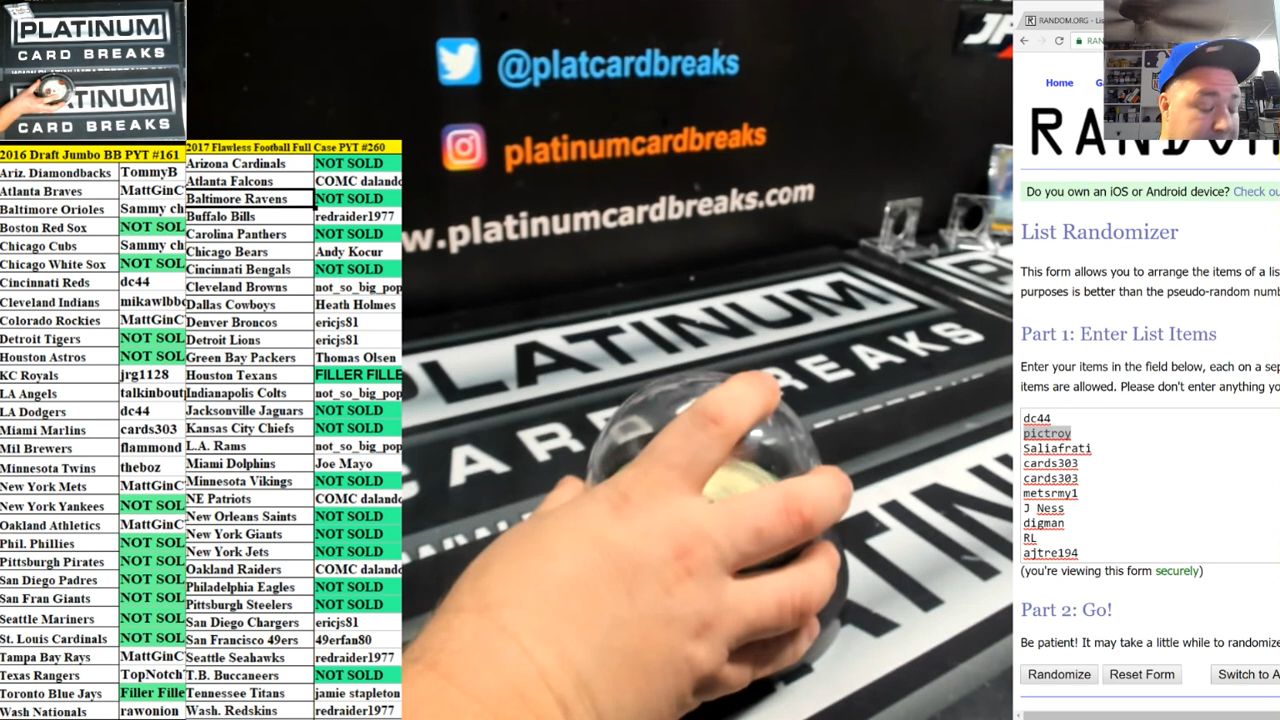 PLATINUM
CARD BREAKS
CARD BREAKS
2016 Draft Jumbo BB PYT #161
Ariz. Diamondbacks TommyB
Atlanta Braves MattGinC
Baltimore Orioles Sammy ch
Boston Red Sox NOT SOL
Chicago Cubs Sammy ch
Chicago White Sox NOT SOL
Cincinnati Reds dc44
Cleveland Indians mikawlbbc
Colorado Rockies MattGinC
Detroit Tigers NOT SOL
Houston Astros NOT SOL
KC Royals jrg1128
LA Angels talkinbout
LA Dodgers dc44
Miami Marlins cards303
Mil Brewers flammond
Minnesota Twins theboz
New York Mets MattGinC
New York Yankees NOT SOL
Oakland Athletics MattGinC
Phil. Phillies NOT SOL
Pittsburgh Pirates NOT SOL
San Diego Padres NOT SOL
San Fran Giants NOT SOL
Seattle Mariners NOT SOL
St. Louis Cardinals NOT SOL
Tampa Bay Rays MattGinC
Texas Rangers TopNotch
Toronto Blue Jays Filler Fille
Wash Nationals rawonion
2017 Flawless Football Full Case PYT #260
Arizona Cardinals NOT SOLD
Atlanta Falcons COMC dalando
Baltimore Ravens NOT SOLD
Buffalo Bills redraider1977
Carolina Panthers NOT SOLD
Chicago Bears Andy Kocur
Cincinnati Bengals NOT SOLD
Cleveland Browns not_so_big_pop
Dallas Cowboys Heath Holmes
Denver Broncos ericjs81
Detroit Lions ericjs81
Green Bay Packers Thomas Olsen
Houston Texans FILLER FILLE
Indianapolis Colts not_so_big_pop
Jacksonville Jaguars NOT SOLD
Kansas City Chiefs NOT SOLD
L.A. Rams not_so_big_pop
Miami Dolphins Joe Mayo
Minnesota Vikings NOT SOLD
NE Patriots COMC dalando
New Orleans Saints NOT SOLD
New York Giants NOT SOLD
New York Jets NOT SOLD
Oakland Raiders COMC dalando
Philadelphia Eagles NOT SOLD
Pittsburgh Steelers NOT SOLD
San Diego Chargers ericjs81
San Francisco 49ers 49erfan80
Seattle Seahawks redraider1977
T.B. Buccaneers NOT SOLD
Tennessee Titans jamie stapleton
Wash. Redskins redraider1977
@platcardbreaks
platinumcardbreaks
w.platinumcardbreaks.com
PLATINUM
CARD BREAKS
RANDOM.ORG - Lis
RAN
Home
RANDOM
Do you own an iOS or Android device? Check ou
List Randomizer
This form allows you to arrange the items of a lis
purposes is better than the pseudo-random numb
Part 1: Enter List Items
Enter your items in the field below, each on a sep
items are allowed. Please don't enter anything yo
dc44
pictroy
Saliafrati
cards303
cards303
metsrmy1
J Ness
digman
RL
ajtre194
(you're viewing this form securely)
Part 2: Go!
Be patient! It may take a little while to randomize
Randomize Reset Form Switch to A